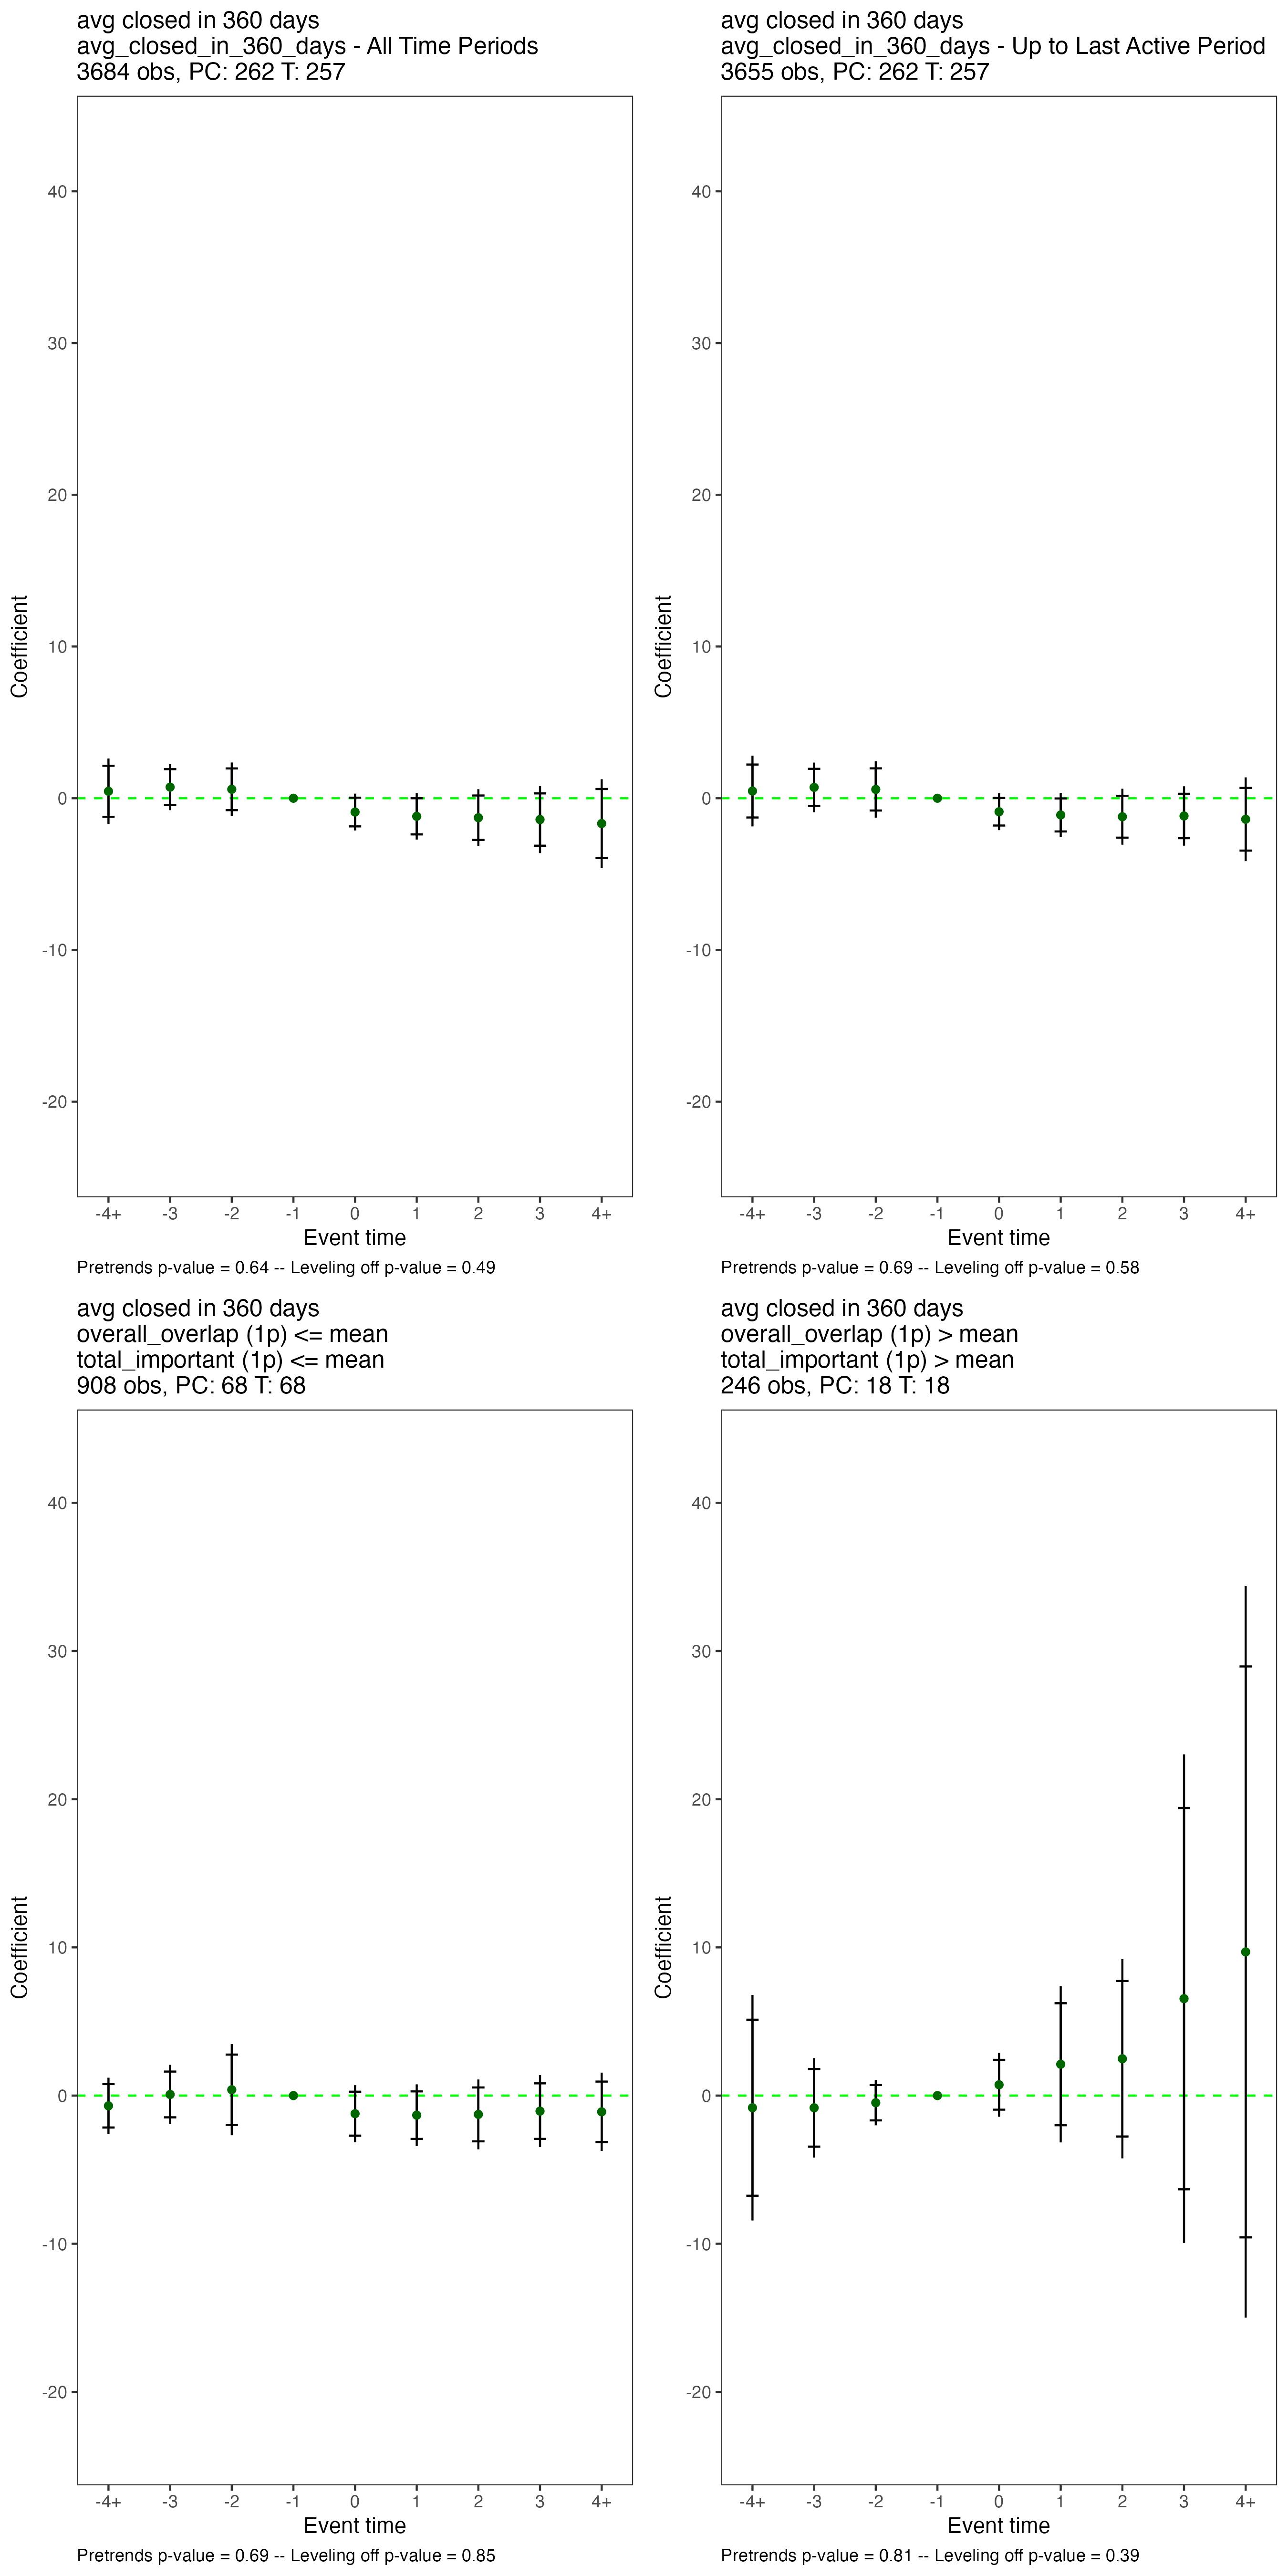 avg closed in 360 days
avg_closed_in_360_days - All Time Periods
3684 obs, PC: 262 T: 257
Coefficient
40
30
20
10
0
-10
-20
-4+ -3 -2 -1 0 1 2 3 4+
Event time
Pretrends p-value = 0.64 -- Leveling off p-value = 0.49
avg closed in 360 days
avg_closed_in_360_days - Up to Last Active Period
3655 obs, PC: 262 T: 257
Coefficient
40
30
20
10
0
-10
-20
-4+ -3 -2 -1 0 1 2 3 4+
Event time
Pretrends p-value = 0.69 -- Leveling off p-value = 0.58
avg closed in 360 days
overall_overlap (1p) <= mean
total_important (1p) <= mean
908 obs, PC: 68 T: 68
Coefficient
40
30
20
10
0
-10
-20
-4+ -3 -2 -1 0 1 2 3 4+
Event time
Pretrends p-value = 0.69 -- Leveling off p-value = 0.85
avg closed in 360 days
overall_overlap (1p) > mean
total_important (1p) > mean
246 obs, PC: 18 T: 18
Coefficient
40
30
20
10
0
-10
-20
-4+ -3 -2 -1 0 1 2 3 4+
Event time
Pretrends p-value = 0.81 -- Leveling off p-value = 0.39